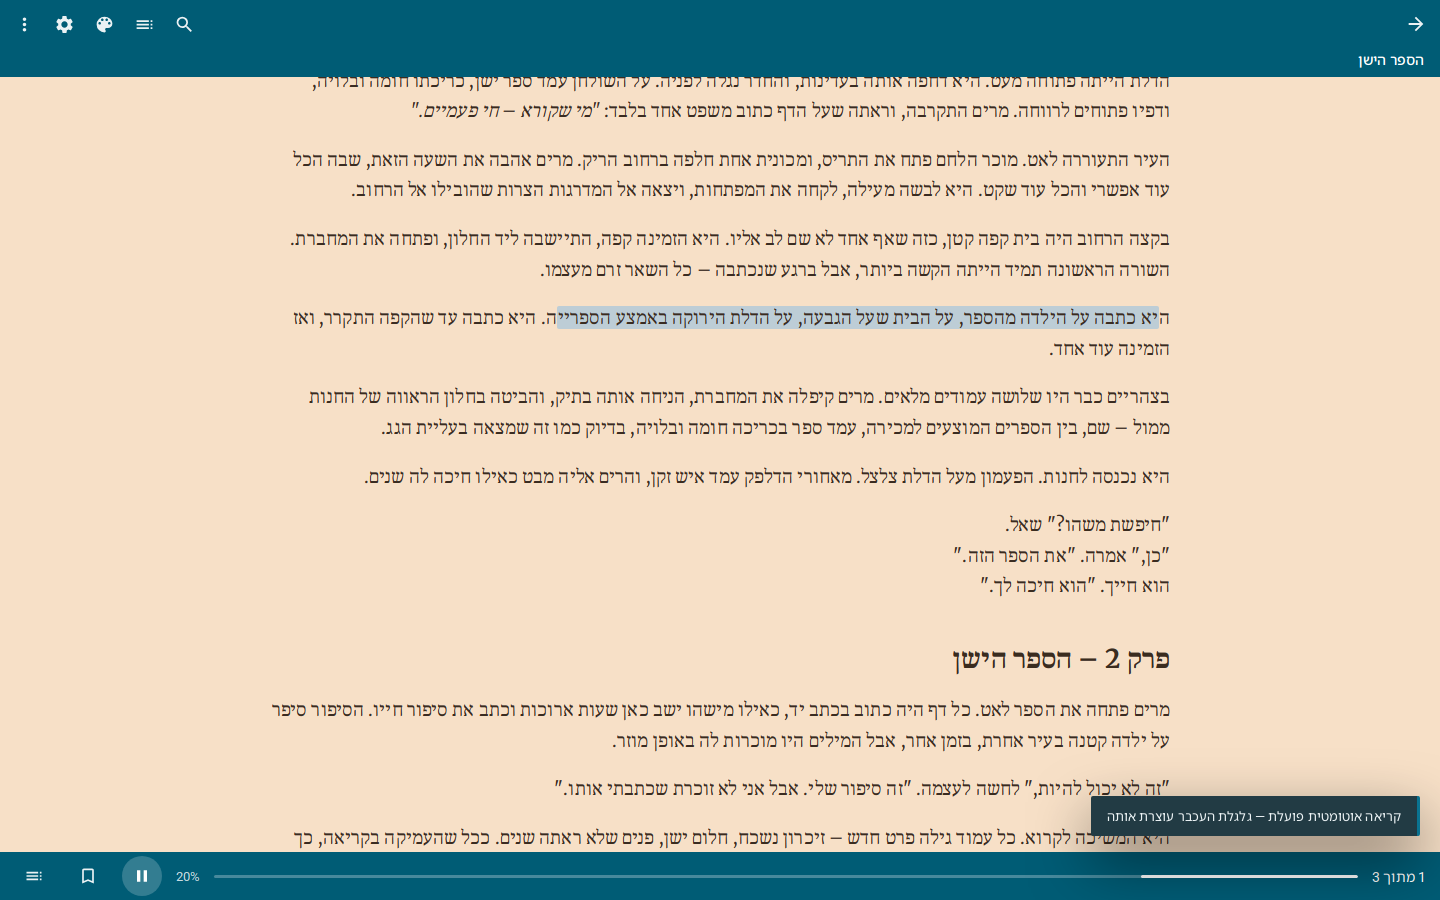 הספר הישן
הדלת הייתה פתוחה מעט. היא דחפה אותה בעדינות, והחדר נגלה לפניה. על השולחן עמד ספר ישן, כריכתו חומה ובלויה,
ודפיו פתוחים לרווחה. מרים התקרבה, וראתה שעל הדף כתוב משפט אחד בלבד: "מי שקורא – חי פעמיים."
העיר התעוררה לאט. מוכר הלחם פתח את התריס, ומכונית אחת חלפה ברחוב הריק. מרים אהבה את השעה הזאת, שבה הכל
עוד אפשרי והכל עוד שקט. היא לבשה מעילה, לקחה את המפתחות, ויצאה אל המדרגות הצרות שהובילו אל הרחוב.
בקצה הרחוב היה בית קפה קטן, כזה שאף אחד לא שם לב אליו. היא הזמינה קפה, התיישבה ליד החלון, ופתחה את המחברת.
השורה הראשונה תמיד הייתה הקשה ביותר, אבל ברגע שנכתבה – כל השאר זרם מעצמו.
היא כתבה על הילדה מהספר, על הבית שעל הגבעה, על הדלת הירוקה באמצע הספרייה. היא כתבה עד שהקפה התקרר, ואז
הזמינה עוד אחד.
בצהריים כבר היו שלושה עמודים מלאים. מרים קיפלה את המחברת, הניחה אותה בתיק, והביטה בחלון הראווה של החנות
ממול – שם, בין הספרים המוצעים למכירה, עמד ספר בכריכה חומה ובלויה, בדיוק כמו זה שמצאה בעליית הגג.
היא נכנסה לחנות. הפעמון מעל הדלת צלצל. מאחורי הדלפק עמד איש זקן, והרים אליה מבט כאילו חיכה לה שנים.
"חיפשת משהו?" שאל.
"כן," אמרה. "את הספר הזה."
הוא חייך. "הוא חיכה לך."
פרק 2 – הספר הישן
מרים פתחה את הספר לאט. כל דף היה כתוב בכתב יד, כאילו מישהו ישב כאן שעות ארוכות וכתב את סיפור חייו. הסיפור סיפר
על ילדה קטנה בעיר אחרת, בזמן אחר, אבל המילים היו מוכרות לה באופן מוזר.
"זה לא יכול להיות," לחשה לעצמה. "זה סיפור שלי. אבל אני לא זוכרת שכתבתי אותו."
היא המשיכה לקרוא. כל עמוד גילה פרט חדש – זיכרון נשכח, חלום ישן, פנים שלא ראתה שנים. ככל שהעמיקה בקריאה, כך
קריאה אוטומטית פועלת – גלגלת העכבר עוצרת אותה
1 מתוך 3
20%